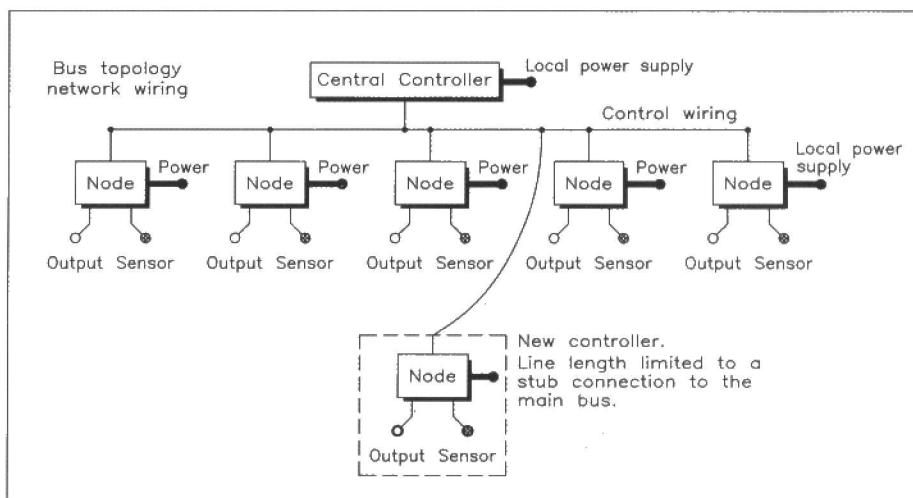 Bus topology
network wiring
Central Controller
Local power supply
Control wiring
Node
Power
Node
Power
Node
Power
Node
Power
Node
Local power
supply
Output Sensor
Output Sensor
Output Sensor
Output Sensor
Output Sensor
New controller.
Line length limited to a
stub connection to the
main bus.
Node
Output Sensor